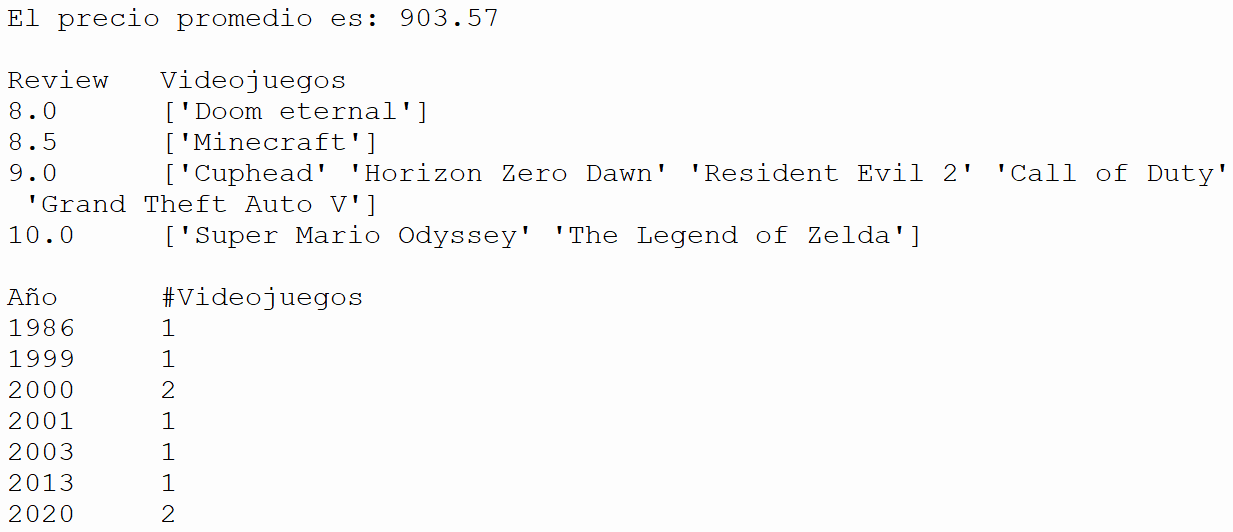 El precio promedio es: 903.57
Review Videojuegos
8.0 ['Doom eternal']
8.5 ['Minecraft']
9.0 ['Cuphead' 'Horizon Zero Dawn' 'Resident Evil 2' 'Call of Duty'
'Grand Theft Auto V']
10.0 ['Super Mario Odyssey' 'The Legend of Zelda']
Año #Videojuegos
1986 1
1999 1
2000 2
2001 1
2003 1
2013 1
2020 2